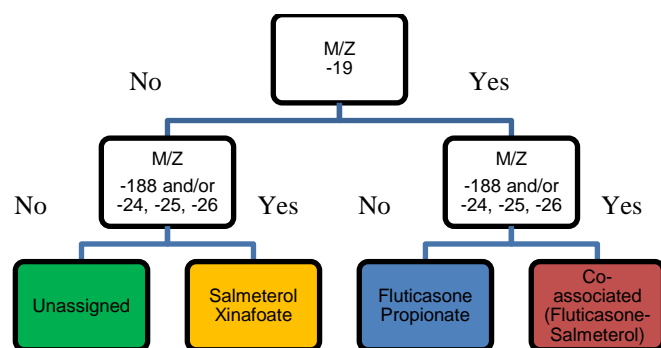 M/Z
-19
No
Yes
M/Z
-188 and/or
-24, -25, -26
M/Z
-188 and/or
-24, -25, -26
No
Yes
No
Yes
Unassigned
Salmeterol
Xinafoate
Fluticasone
Propionate
Co-
associated
(Fluticasone-
Salmeterol)